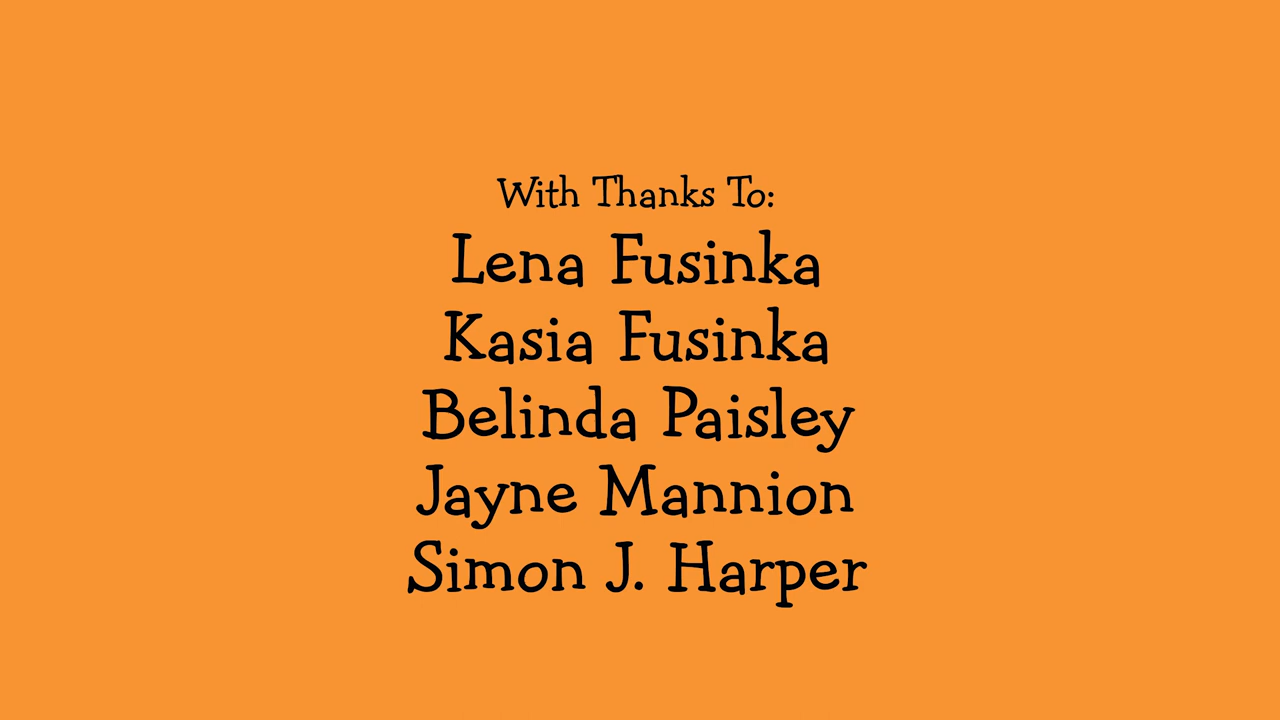 With Thanks To:
Lena Fusinka
Kasia Fusinka
Belinda Paisley
Jayne Mannion
Simon J. Harper